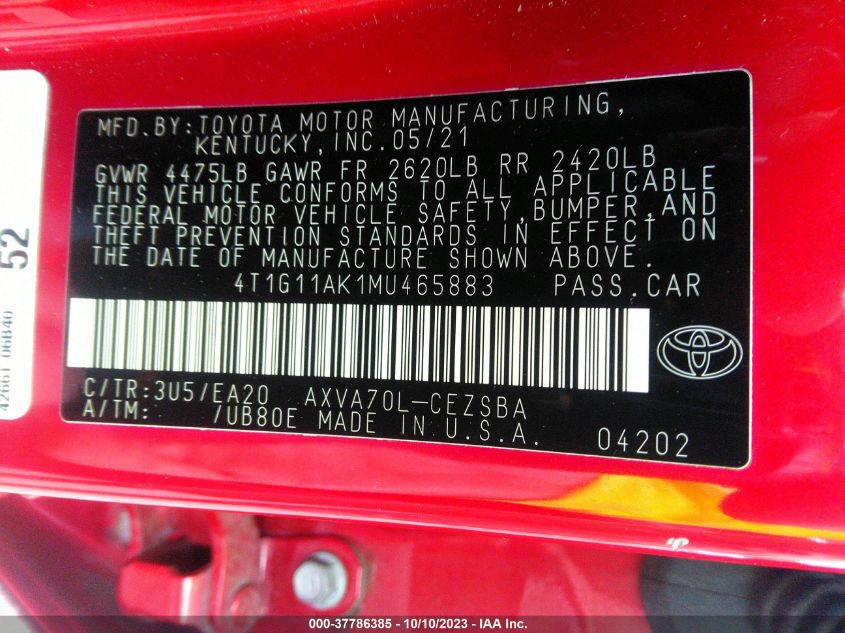 MFD.BY:TOYOTA MOTOR MANUFACTURING,
KENTUCKY,INC.05/21
GVWR 4475LB GAWR FR 2620LB RR 2420LB
THIS VEHICLE CONFORMS TO ALL APPLICABLE
FEDERAL MOTOR VEHICLE SAFETY,BUMPER,AND
THEFT PREVENTION STANDARDS IN EFFECT ON
THE DATE OF MANUFACTURE SHOWN ABOVE.
4T1G11AK1MU465883 PASS.CAR
C/TR:3U5/EA20 AXVA70L-CEZSBA
A/TM: /UB80E MADE IN U.S.A. 04202
52
42661 06B40
000-37786385 - 10/10/2023 - IAA Inc.